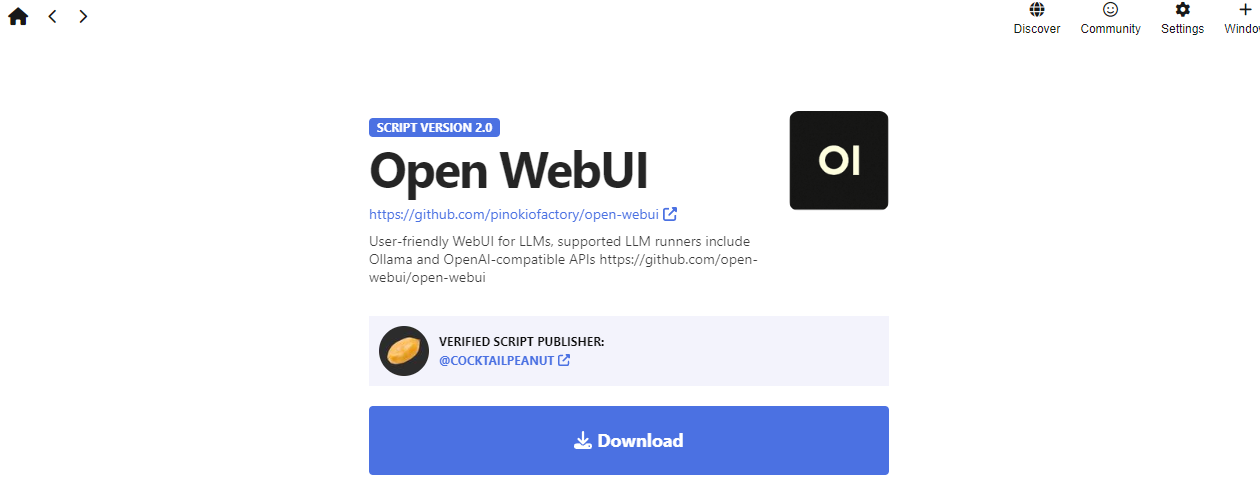 Discover Community Settings Windo
SCRIPT VERSION 2.0
Open WebUI
OI
https://github.com/pinokiofactory/open-webui
User-friendly WebUI for LLMs, supported LLM runners include
Ollama and OpenAI-compatible APIs https://github.com/open-
webui/open-webui
VERIFIED SCRIPT PUBLISHER:
@COCKTAILPEANUT
Download